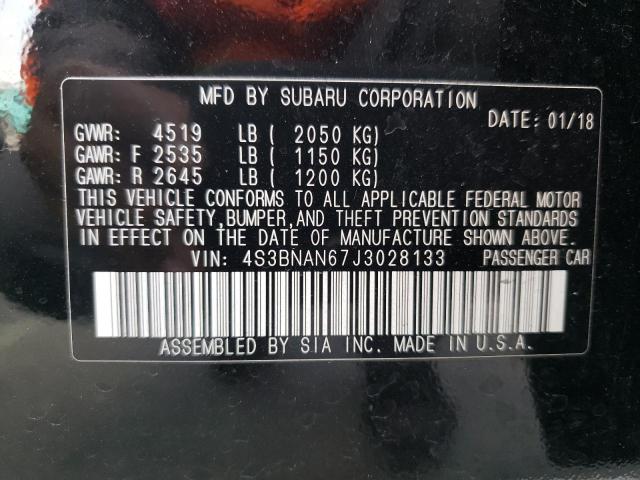 MFD BY SUBARU CORPORATION
DATE: 01/18
GVWR: 4519 LB ( 2050 KG)
GAWR: F 2535 LB ( 1150 KG)
GAWR: R 2645 LB ( 1200 KG)
THIS VEHICLE CONFORMS TO ALL APPLICABLE FEDERAL MOTOR
VEHICLE SAFETY, BUMPER, AND THEFT PREVENTION STANDARDS
IN EFFECT ON THE DATE OF MANUFACTURE SHOWN ABOVE.
VIN: 4S3BNAN67J3028133 PASSENGER CAR
ASSEMBLED BY SIA INC. MADE IN U.S.A.